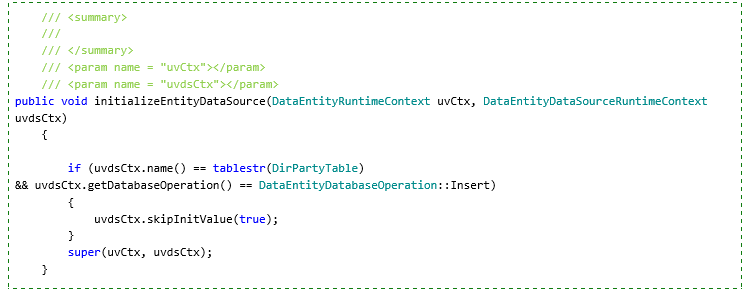 /// <summary>
///
/// </summary>
/// <param name = "uvCtx"></param>
/// <param name = "uvdsCtx"></param>
public void initializeEntityDataSource(DataEntityRuntimeContext uvCtx, DataEntityDataSourceRuntimeContext
uvdsCtx)
{
if (uvdsCtx.name() == tablestr(DirPartyTable)
&& uvdsCtx.getDatabaseOperation() == DataEntityDatabaseOperation::Insert)
{
uvdsCtx.skipInitValue(true);
}
super(uvCtx, uvdsCtx);
}